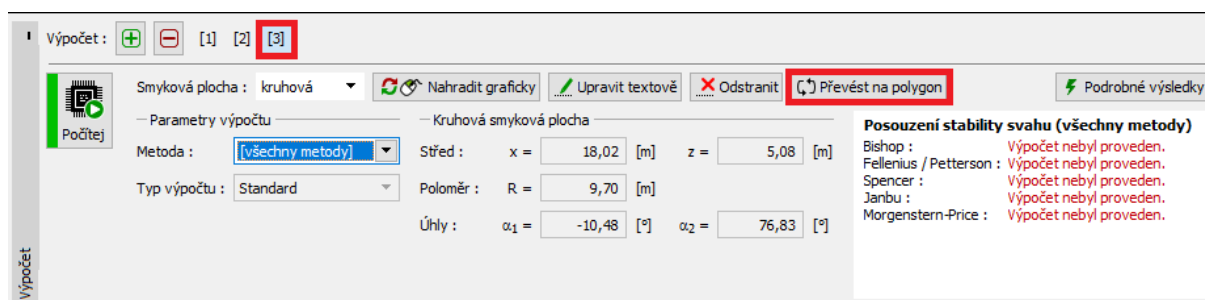 Výpočet : [1] [2] [3]
Počítej
Smyková plocha : kruhová Nahradit graficky Upravit textově Odstranit Převést na polygon Podrobné výsledky
Parametry výpočtu
Metoda : [všechny metody]
Typ výpočtu : Standard
Kruhová smyková plocha
Střed : x = 18,02 [m] z = 5,08 [m]
Poloměr : R = 9,70 [m]
Úhly : α1 = -10,48 [°] α2 = 76,83 [°]
Posouzení stability svahu (všechny metody)
Bishop : Výpočet nebyl proveden.
Fellenius / Petterson : Výpočet nebyl proveden.
Spencer : Výpočet nebyl proveden.
Janbu : Výpočet nebyl proveden.
Morgenstern-Price : Výpočet nebyl proveden.
Výpočet